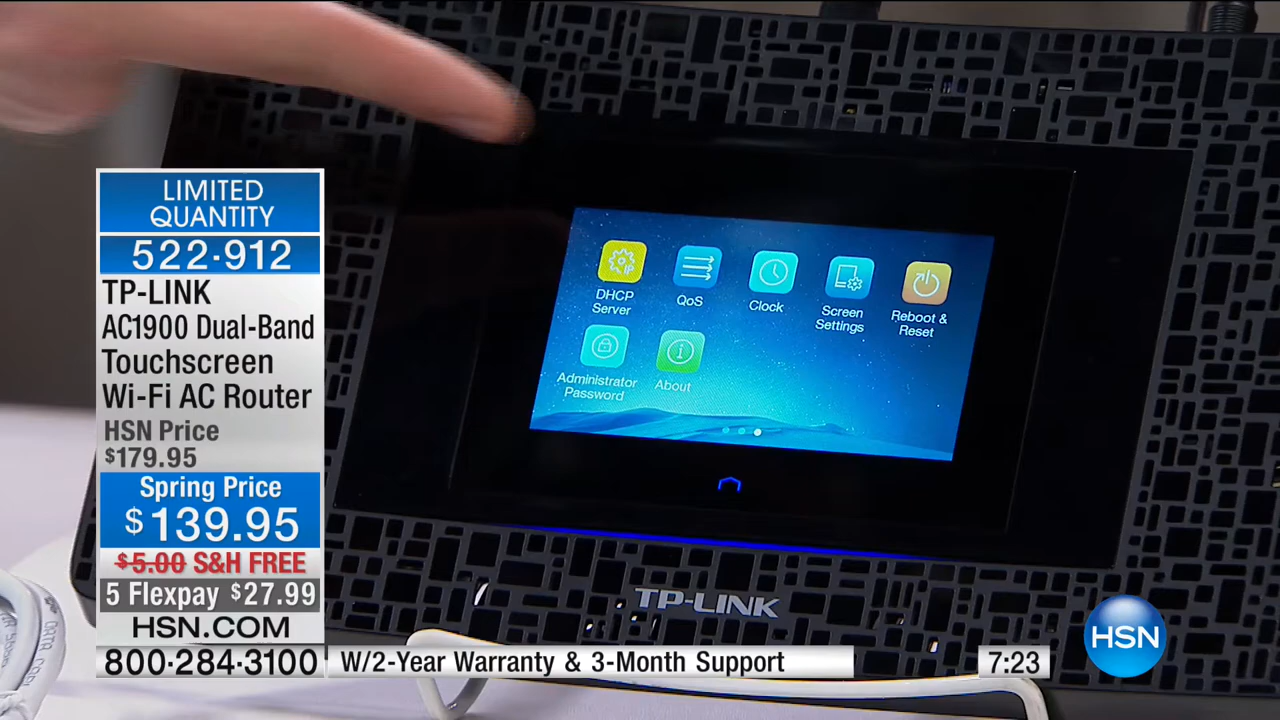 LIMITED
QUANTITY
522·912
TP-LINK
AC1900 Dual-Band
Touchscreen
Wi-Fi AC Router
HSN Price
$179.95
Spring Price
$139.95
$5.00 S&H FREE
5 Flexpay $27.99
HSN.COM
800·284·3100
W/2-Year Warranty & 3-Month Support
7:23
HSN
DHCP
Server
IP
QoS
Clock
Screen
Settings
Reboot &
Reset
Administrator
Password
About
TP-LINK